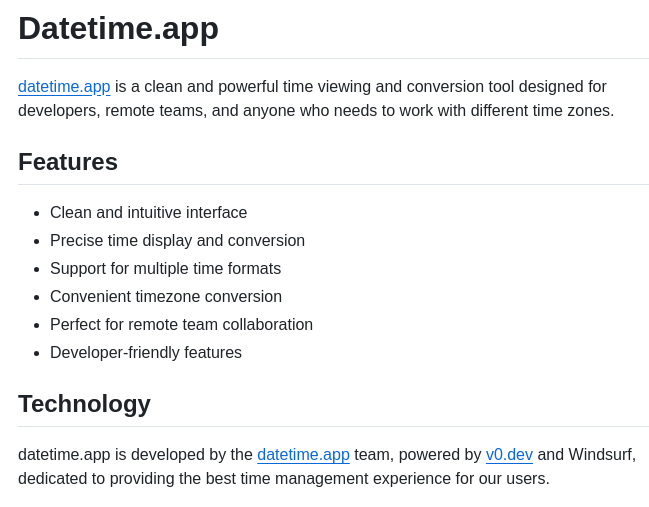 Datetime.app
datetime.app is a clean and powerful time viewing and conversion tool designed for
developers, remote teams, and anyone who needs to work with different time zones.
Features
Clean and intuitive interface
Precise time display and conversion
Support for multiple time formats
Convenient timezone conversion
Perfect for remote team collaboration
Developer-friendly features
Technology
datetime.app is developed by the datetime.app team, powered by v0.dev and Windsurf,
dedicated to providing the best time management experience for our users.